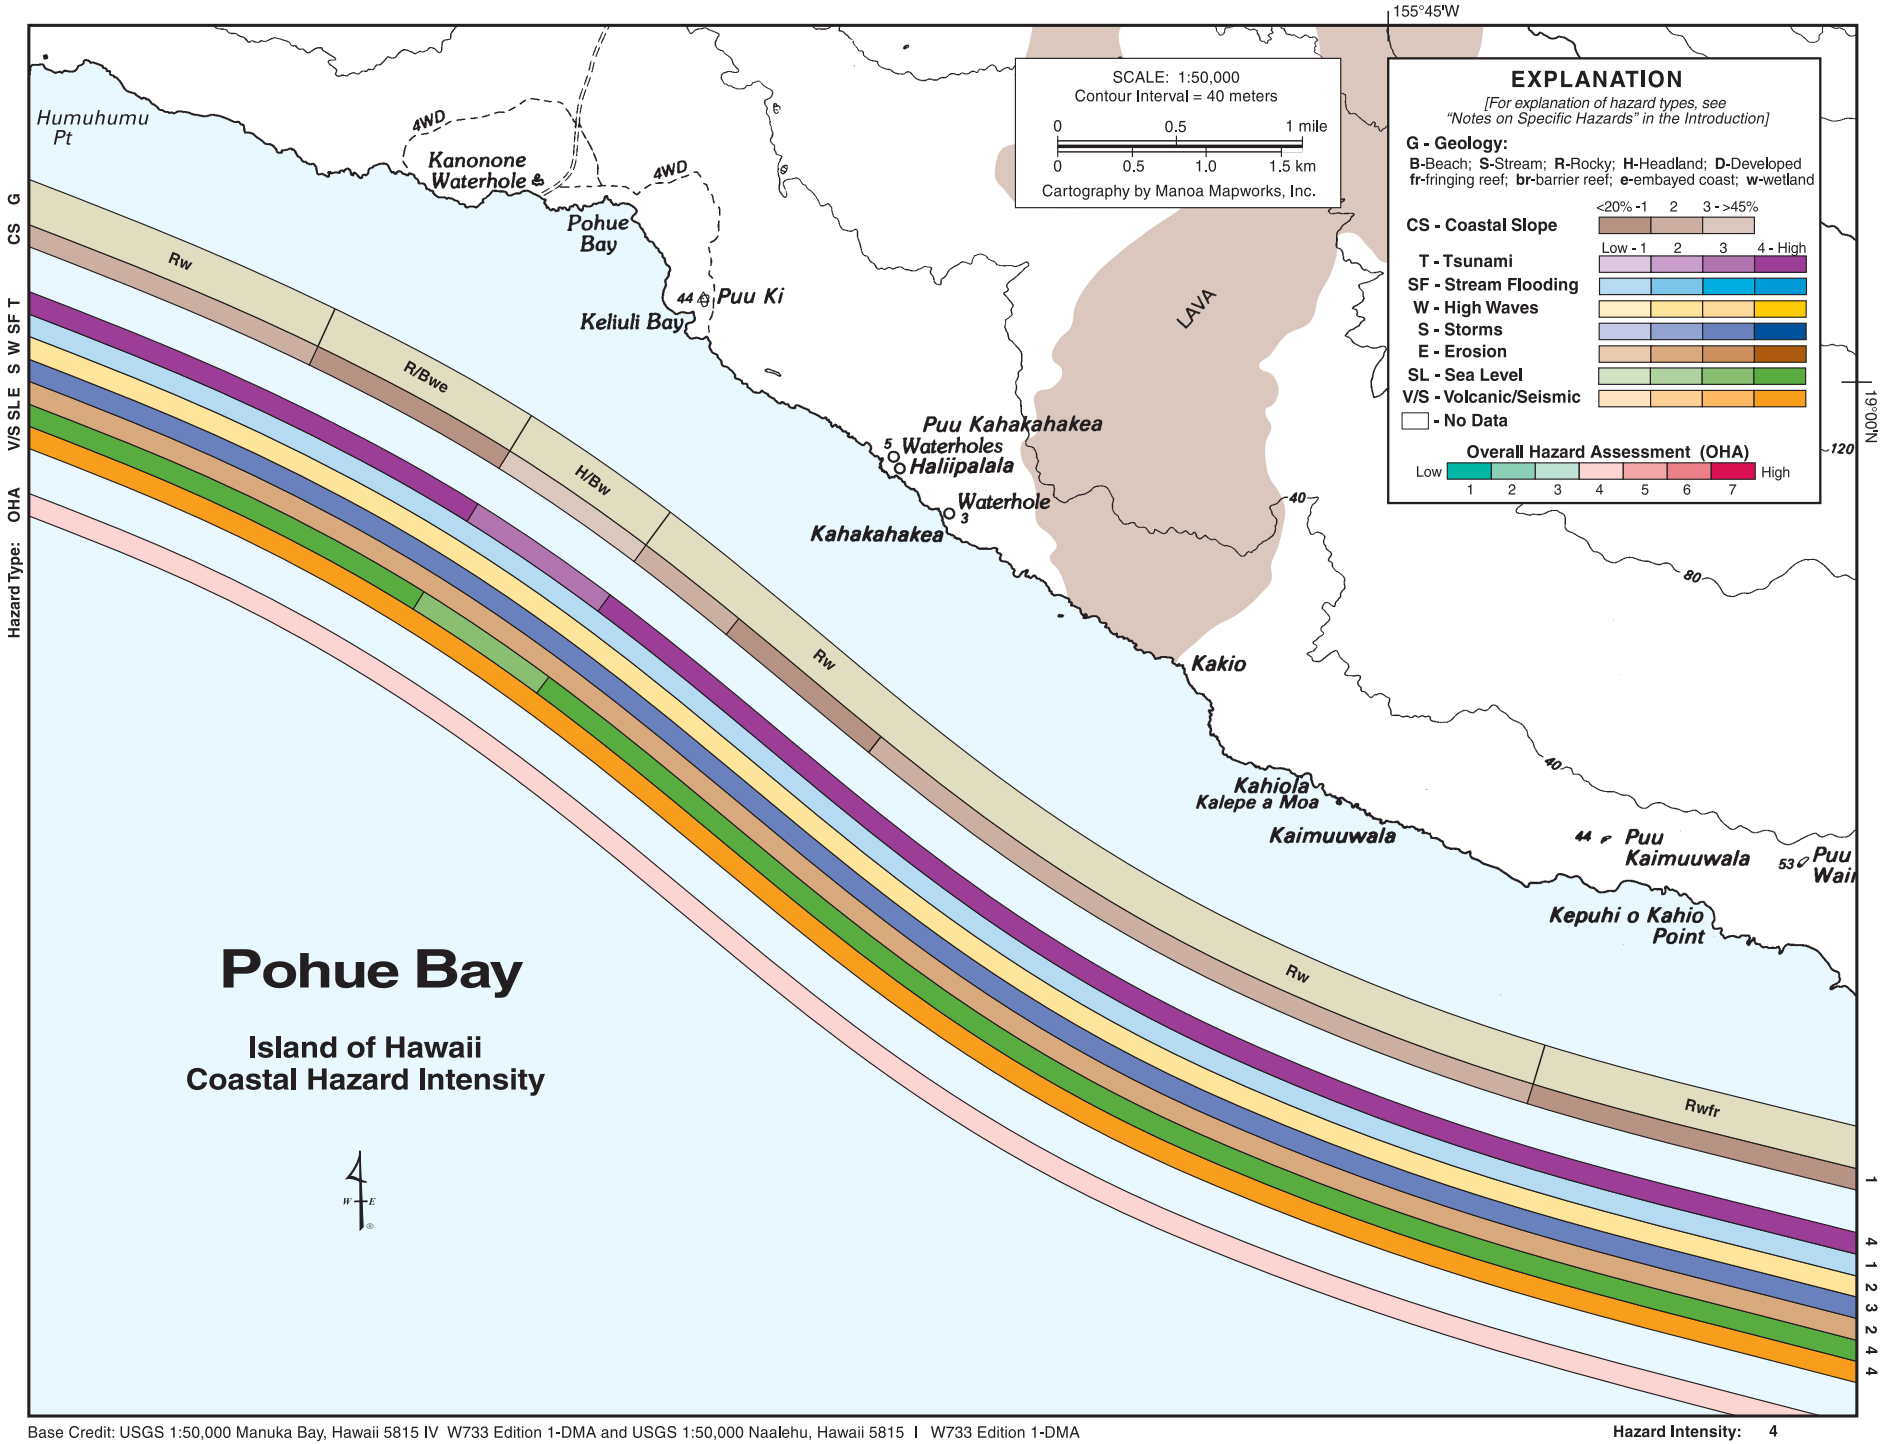 155°45'W
SCALE: 1:50,000
Contour Interval = 40 meters
0 0.5 1 mile
0 0.5 1.0 1.5 km
Cartography by Manoa Mapworks, Inc.
EXPLANATION
[For explanation of hazard types, see
“Notes on Specific Hazards” in the Introduction]
G - Geology:
B-Beach; S-Stream; R-Rocky; H-Headland; D-Developed
fr-fringing reef; br-barrier reef; e-embayed coast; w-wetland
<20% -1 2 3 - >45%
CS - Coastal Slope
Low - 1 2 3 4 - High
T - Tsunami
SF - Stream Flooding
W - High Waves
S - Storms
E - Erosion
SL - Sea Level
V/S - Volcanic/Seismic
- No Data
Overall Hazard Assessment (OHA)
Low High
1 2 3 4 5 6 7
19°00'N
120
Humuhumu
Pt
4WD
Kanonone
Waterhole
4WD
Pohue
Bay
44 Puu Ki
Keliuli Bay
LAVA
Puu Kahakahakea
5 Waterholes
Haliipalala
Waterhole
3
Kahakahakea
40
80
Kakio
40
Kahiola
Kalepe a Moa
Kaimuuwala
44 Puu
Kaimuuwala
53 Puu
Wai
Kepuhi o Kahio
Point
Hazard Type: OHA V/S SL E S W SF T CS G
Rw
R/Bwe
H/Bw
Rw
Rw
Rwfr
Pohue Bay
Island of Hawaii
Coastal Hazard Intensity
W E
1
4
1
2
3
2
4
4
Base Credit: USGS 1:50,000 Manuka Bay, Hawaii 5815 IV W733 Edition 1-DMA and USGS 1:50,000 Naalehu, Hawaii 5815 I W733 Edition 1-DMA
Hazard Intensity: 4